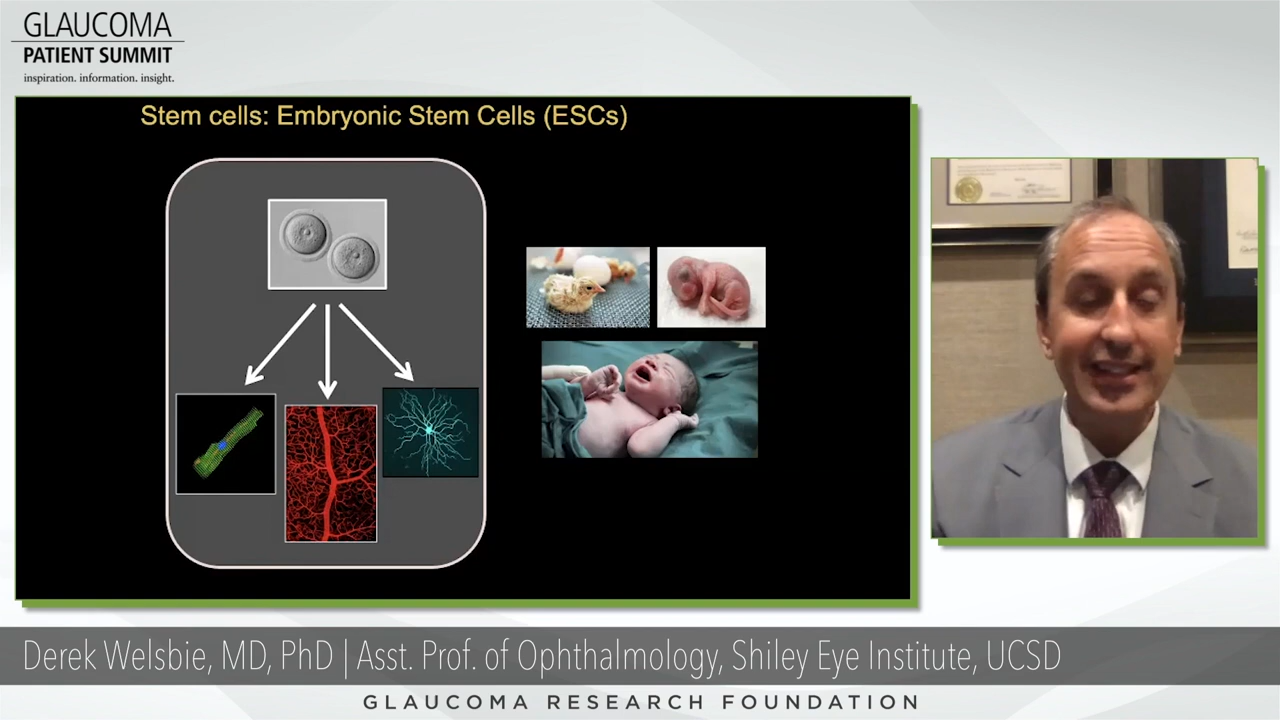 GLAUCOMA
PATIENT SUMMIT
inspiration. information. insight.
Stem cells: Embryonic Stem Cells (ESCs)
Derek Welsbie, MD, PhD | Asst. Prof. of Ophthalmology, Shiley Eye Institute, UCSD
GLAUCOMA RESEARCH FOUNDATION